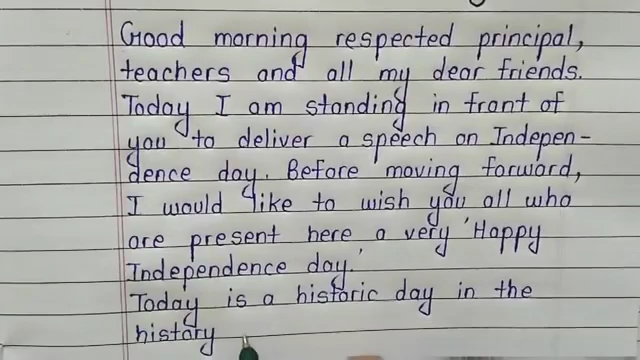 Good morning respected principal,
teachers and all my dear friends.
Today I am standing in front of
you to deliver a speech on Indepen-
dence day. Before moving forward,
I would like to wish you all who
are present here a very 'Happy
Independence day.'
Today is a historic day in the
history